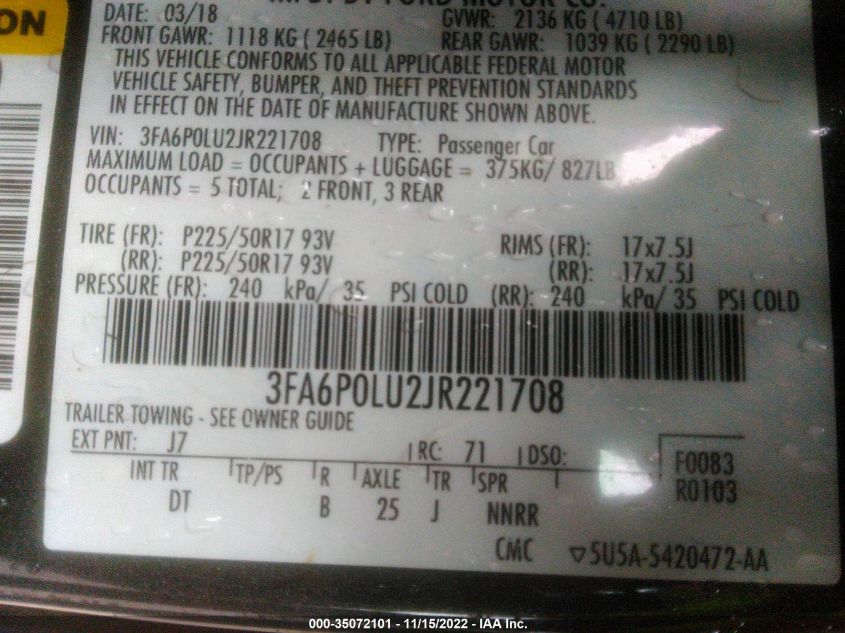 ON
MFD. BY FORD MOTOR CO.
DATE: 03/18 GVWR: 2136 KG ( 4710 LB)
FRONT GAWR: 1118 KG ( 2465 LB) REAR GAWR: 1039 KG ( 2290 LB)
THIS VEHICLE CONFORMS TO ALL APPLICABLE FEDERAL MOTOR
VEHICLE SAFETY, BUMPER, AND THEFT PREVENTION STANDARDS
IN EFFECT ON THE DATE OF MANUFACTURE SHOWN ABOVE.
VIN: 3FA6P0LU2JR221708 TYPE: Passenger Car
MAXIMUM LOAD = OCCUPANTS + LUGGAGE = 375KG/ 827LB
OCCUPANTS = 5 TOTAL; 2 FRONT, 3 REAR
TIRE (FR): P225/50R17 93V RIMS (FR): 17x7.5J
(RR): P225/50R17 93V (RR): 17x7.5J
PRESSURE (FR): 240 kPa/ 35 PSI COLD (RR): 240 kPa/ 35 PSI COLD
3FA6P0LU2JR221708
TRAILER TOWING - SEE OWNER GUIDE
EXT PNT: J7 RC: 71 DSO: F0083
INT TR TP/PS R AXLE TR SPR R0103
DT B 25 J NNRR
CMC ▽5U5A-5420472-AA
000-35072101 - 11/15/2022 - IAA Inc.